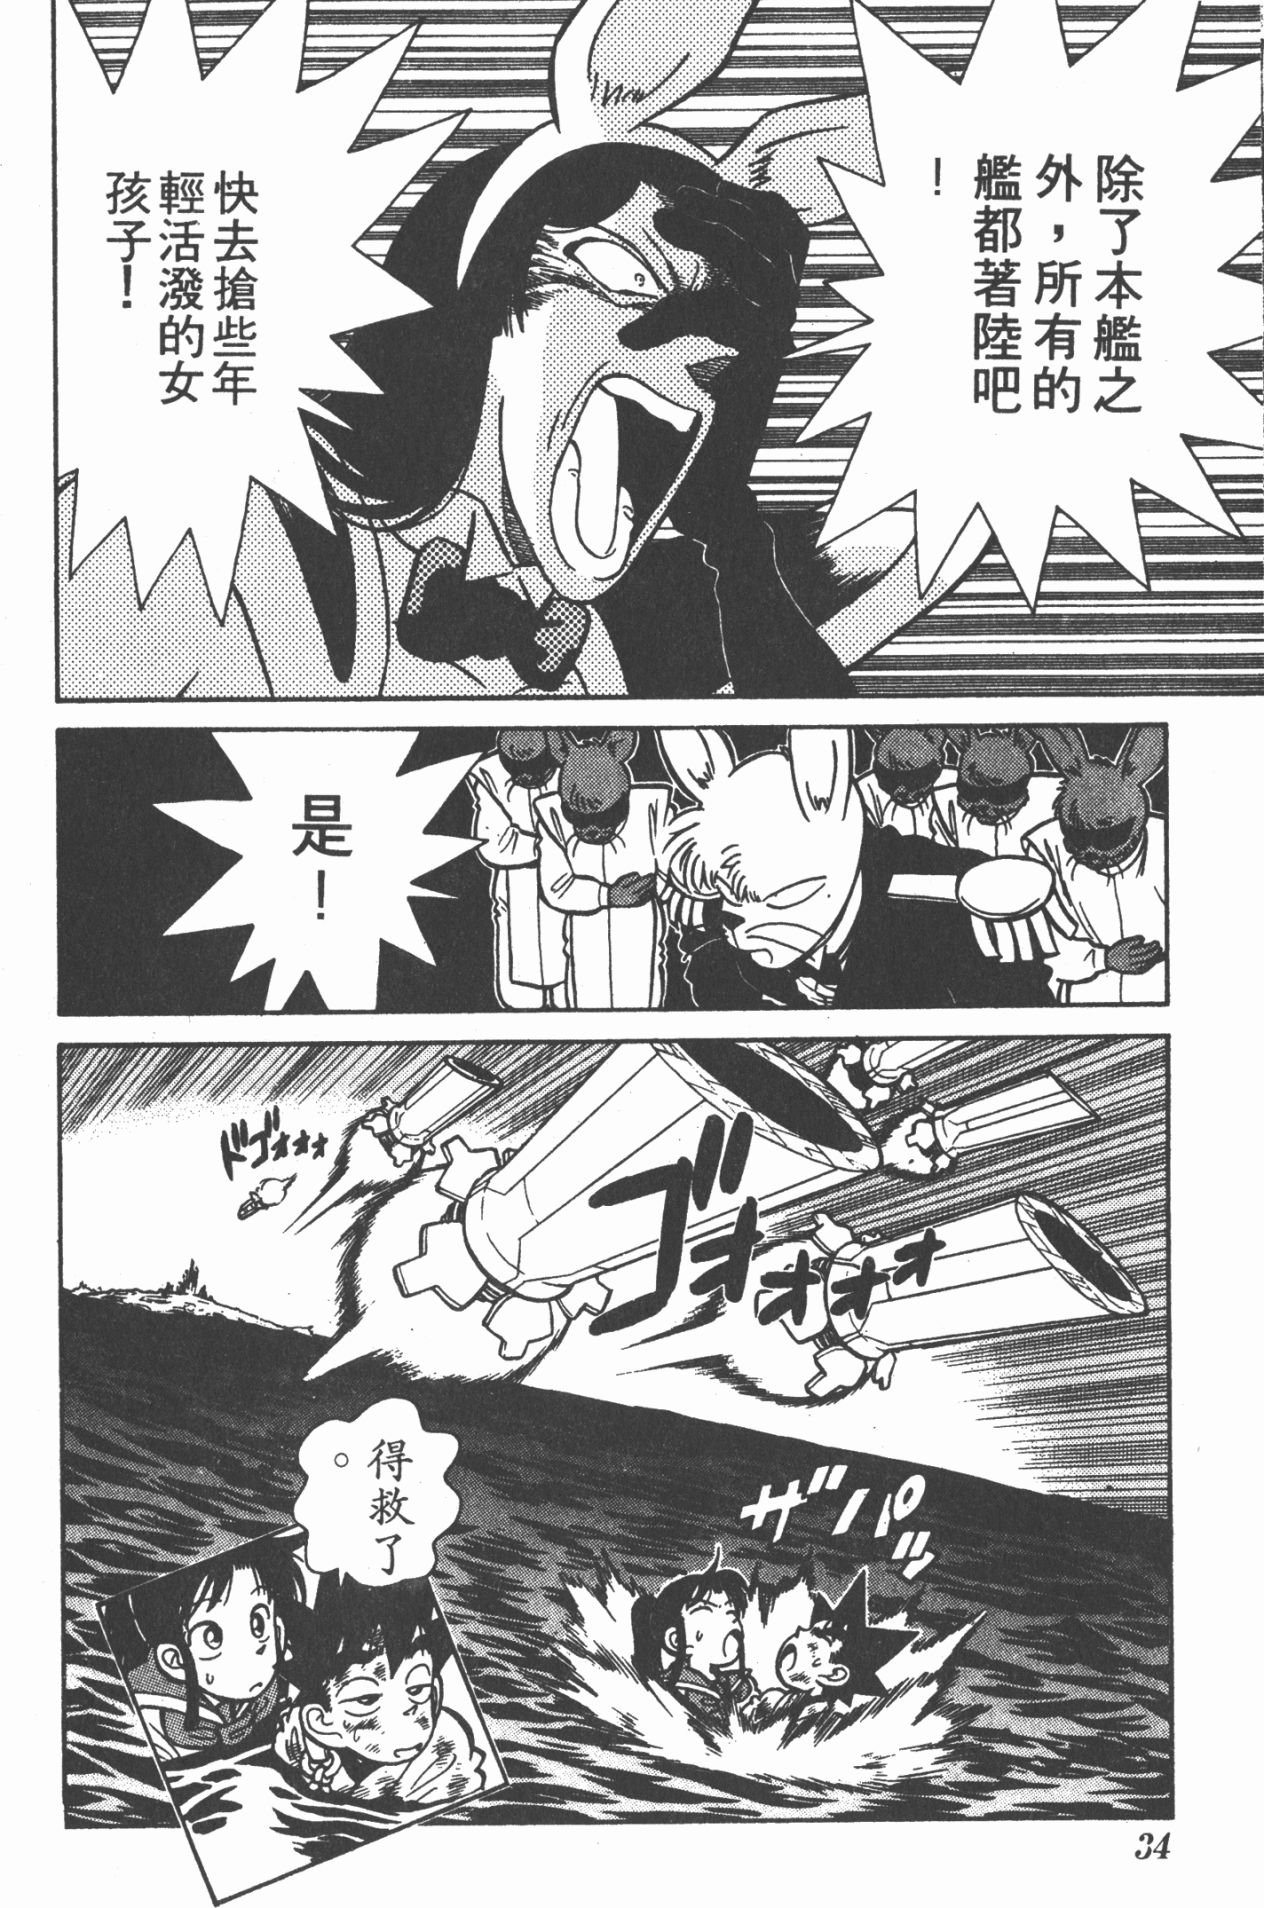 除了本艦之
外，所有的
艦都著陸吧
！
快去搶些年
輕活潑的女
孩子！
是！
ドゴォォォ
ゴォォォォォ
ザバッ
得救了
。
34